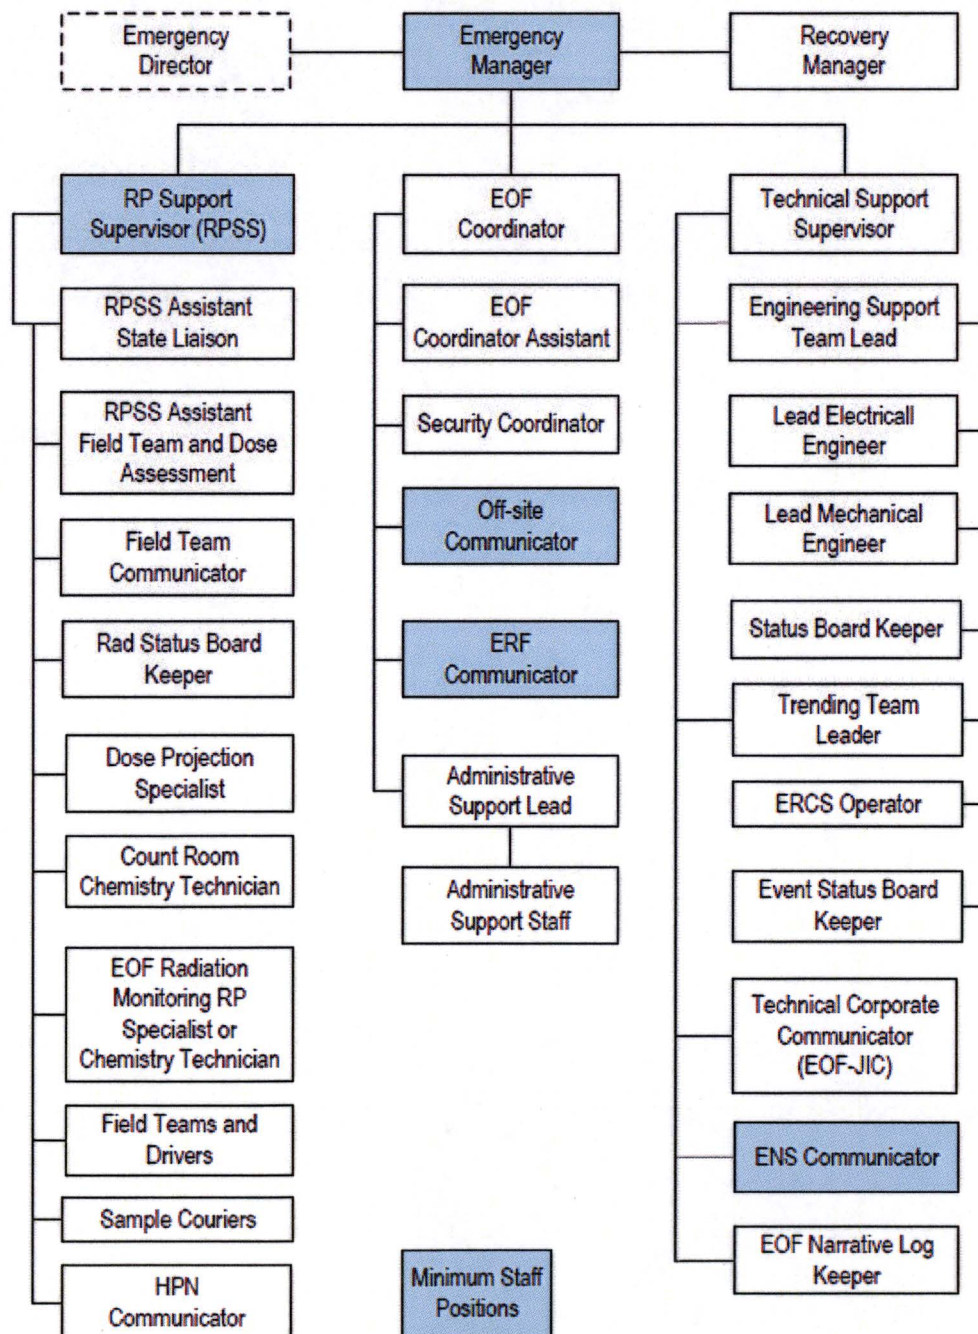 Emergency
Director
Emergency
Manager
Recovery
Manager
RP Support
Supervisor (RPSS)
RPSS Assistant
State Liaison
RPSS Assistant
Field Team and Dose
Assessment
Field Team
Communicator
Rad Status Board
Keeper
Dose Projection
Specialist
Count Room
Chemistry Technician
EOF Radiation
Monitoring RP
Specialist or
Chemistry Technician
Field Teams and
Drivers
Sample Couriers
HPN
Communicator
EOF
Coordinator
EOF
Coordinator Assistant
Security Coordinator
Off-site
Communicator
ERF
Communicator
Administrative
Support Lead
Administrative
Support Staff
Technical Support
Supervisor
Engineering Support
Team Lead
Lead Electricall
Engineer
Lead Mechanical
Engineer
Status Board Keeper
Trending Team
Leader
ERCS Operator
Event Status Board
Keeper
Technical Corporate
Communicator
(EOF-JIC)
ENS Communicator
EOF Narrative Log
Keeper
Minimum Staff
Positions